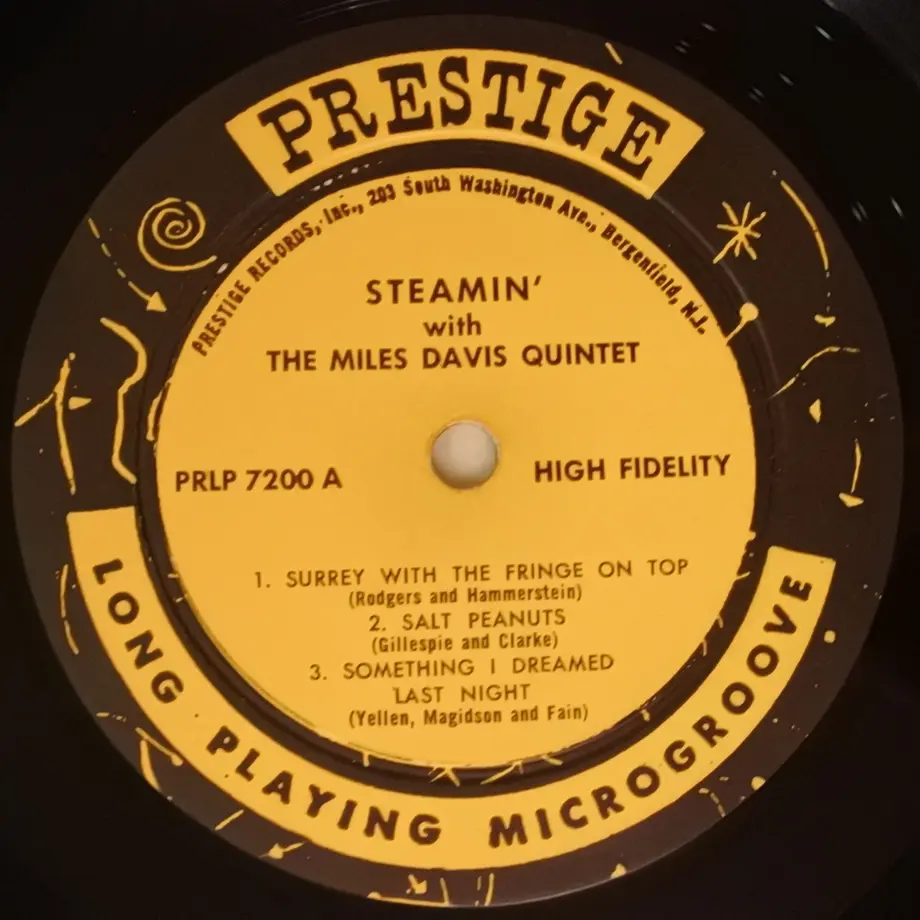 PRESTIGE
PRESTIGE RECORDS, Inc., 203 South Washington Ave., Bergenfield, N.J.
STEAMIN'
with
THE MILES DAVIS QUINTET
PRLP 7200 A
HIGH FIDELITY
1. SURREY WITH THE FRINGE ON TOP
(Rodgers and Hammerstein)
2. SALT PEANUTS
(Gillespie and Clarke)
3. SOMETHING I DREAMED
LAST NIGHT
(Yellen, Magidson and Fain)
LONG PLAYING MICROGROOVE